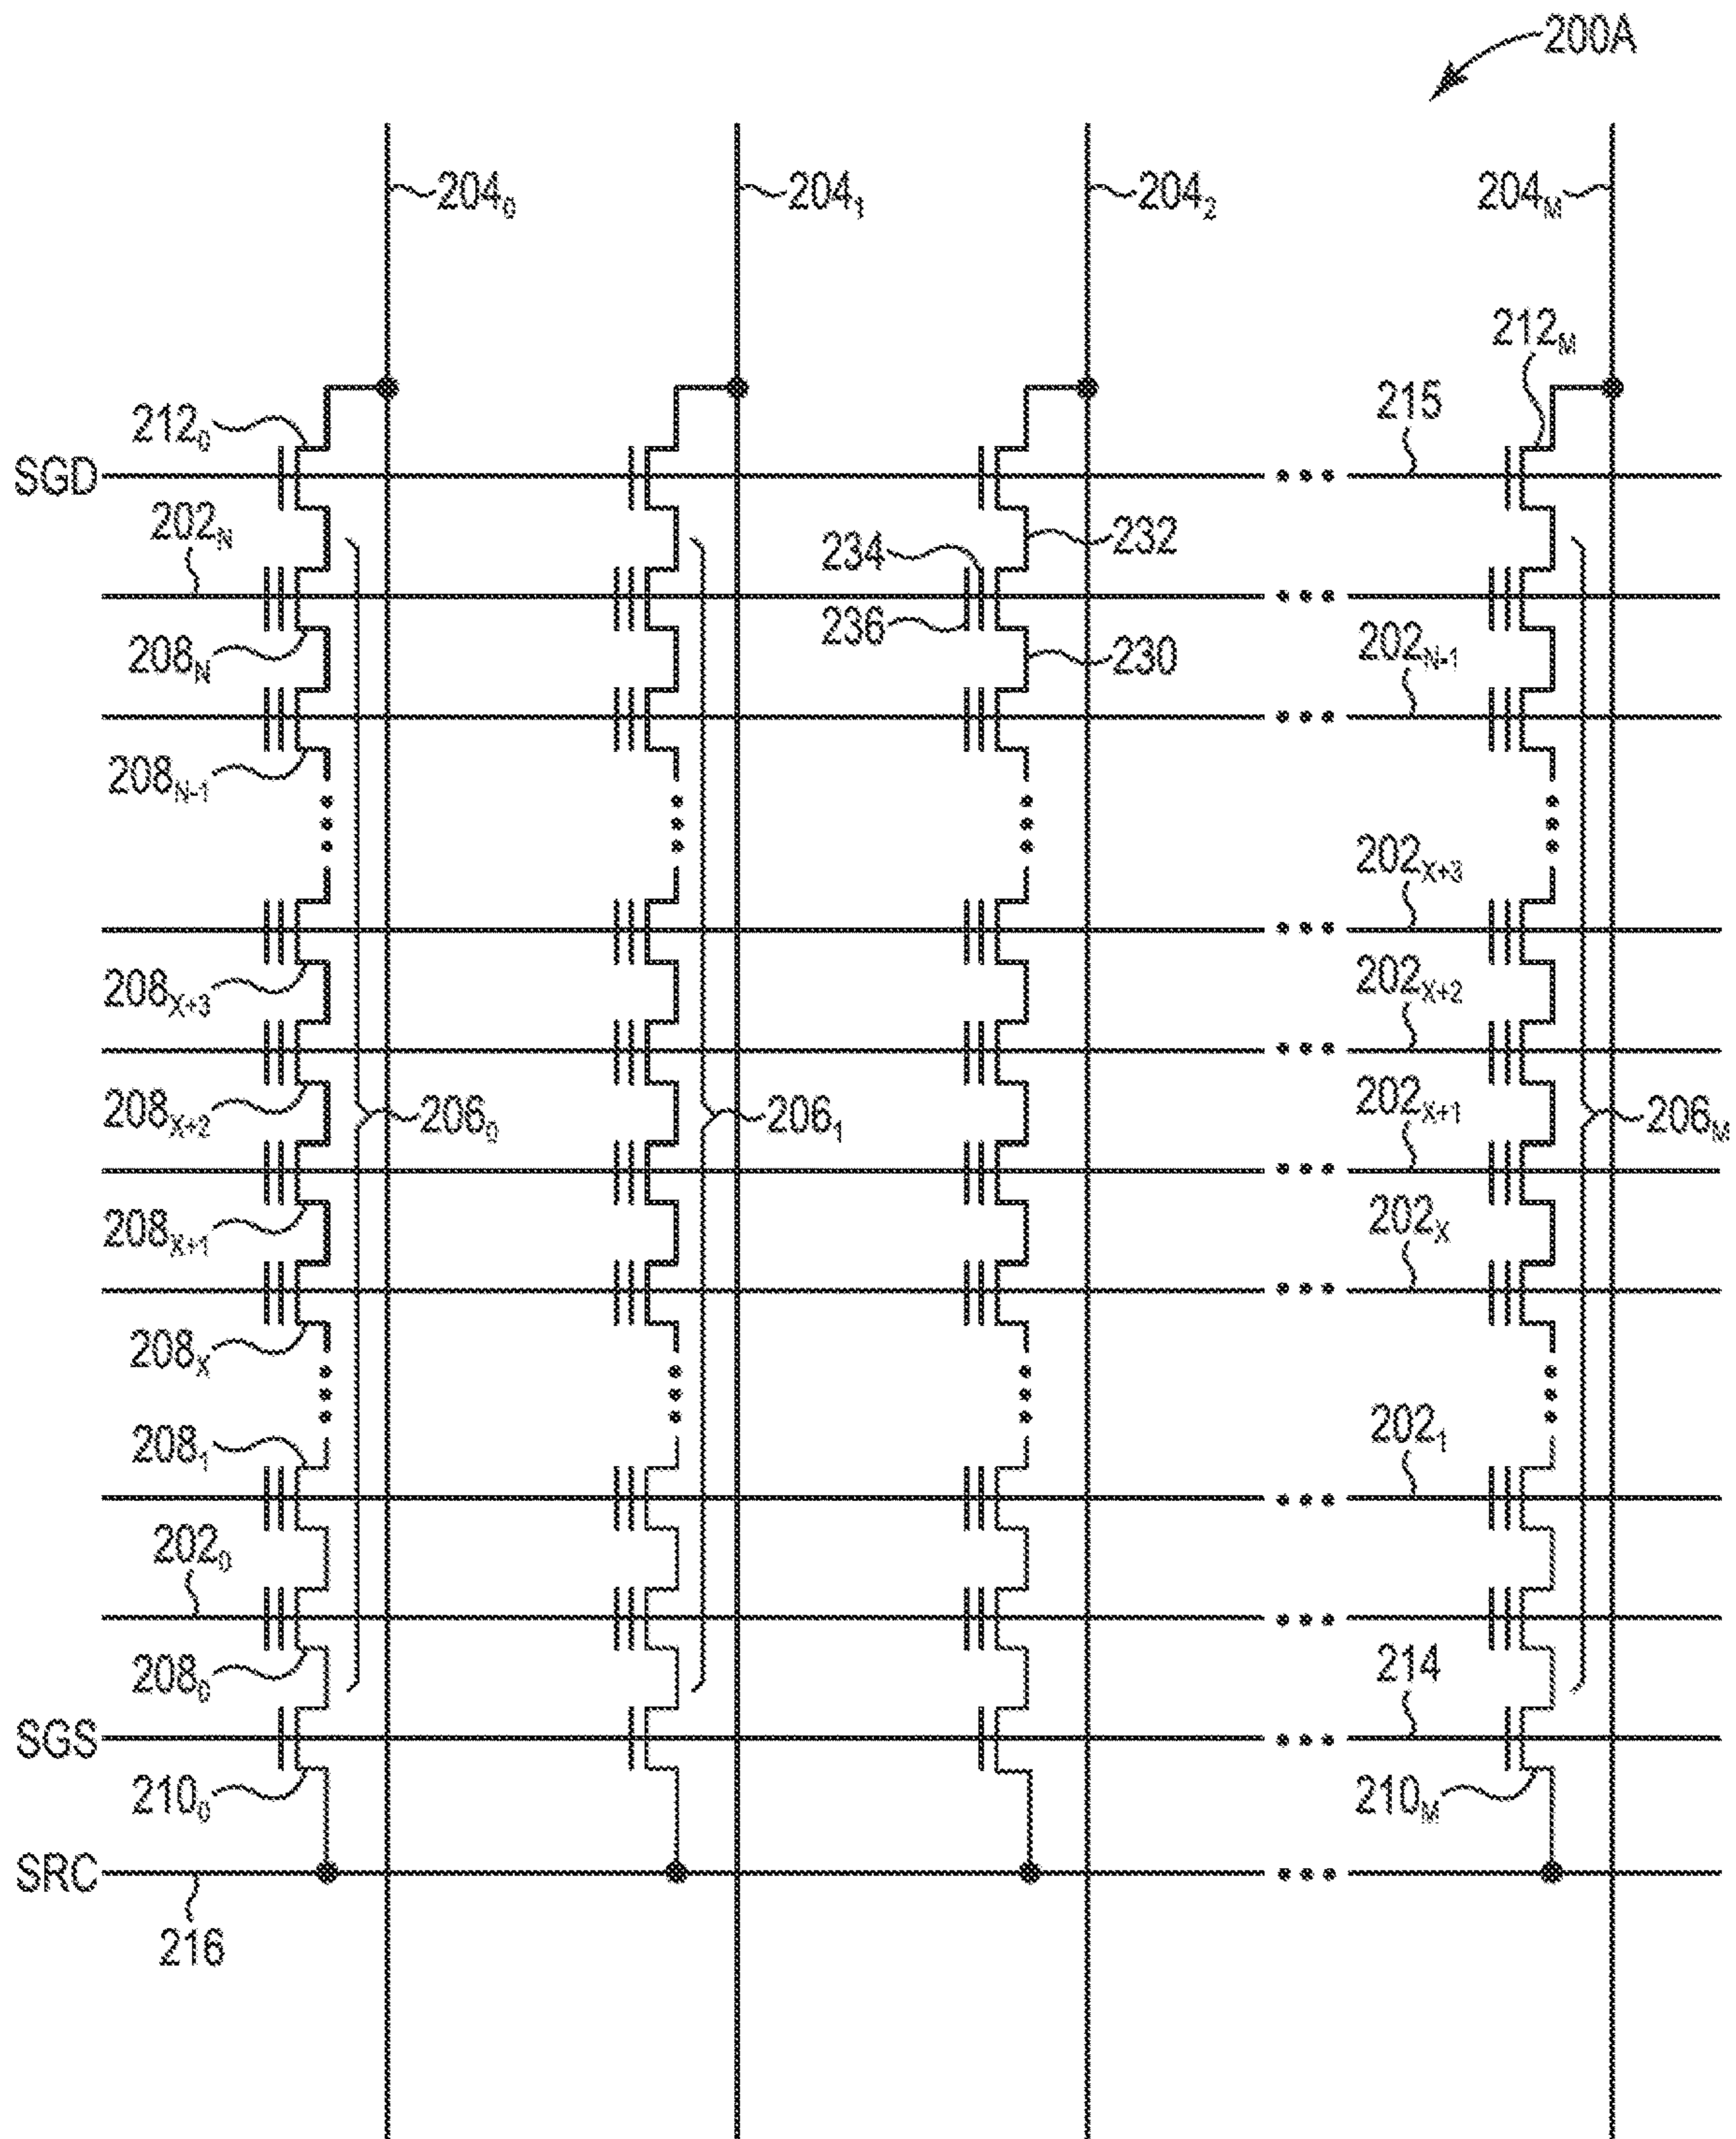 200A
204₀ 204₁ 204₂ 204M
212M
212₀ 215
SGD
202N 234 232
236
208N 230 202N-1
208N-1
202X+3
208X+3 202X+2
208X+2 206₀ 206₁ 202X+1 206M
208X+1 202X
208X
208₁ 202₁
202₀
208₀ 214
SGS
210₀ 210M
SRC
216